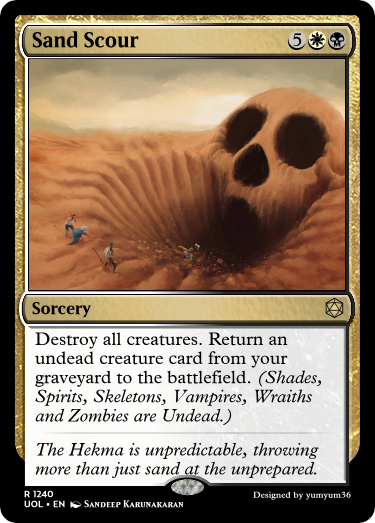 Sand Scour 5
Sorcery
Destroy all creatures. Return an
undead creature card from your
graveyard to the battlefield. (Shades,
Spirits, Skeletons, Vampires, Wraiths
and Zombies are Undead.)
The Hekma is unpredictable, throwing
more than just sand at the unprepared.
R 1240
UOL • EN Sandeep Karunakaran
Designed by yumyum36